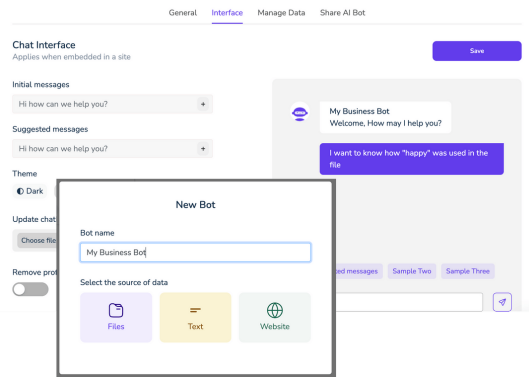 General Interface Manage Data Share AI Bot
Chat Interface
Applies when embedded in a site
Save
Initial messages
Hi how can we help you? +
Suggested messages
Hi how can we help you? +
Theme
Dark
Update chat
Choose file
Remove
My Business Bot
Welcome, How may I help you?
I want to know how "happy" was used in the
file
messages Sample Two Sample Three
New Bot
Bot name
My Business Bot
Select the source of data
Files Text Website